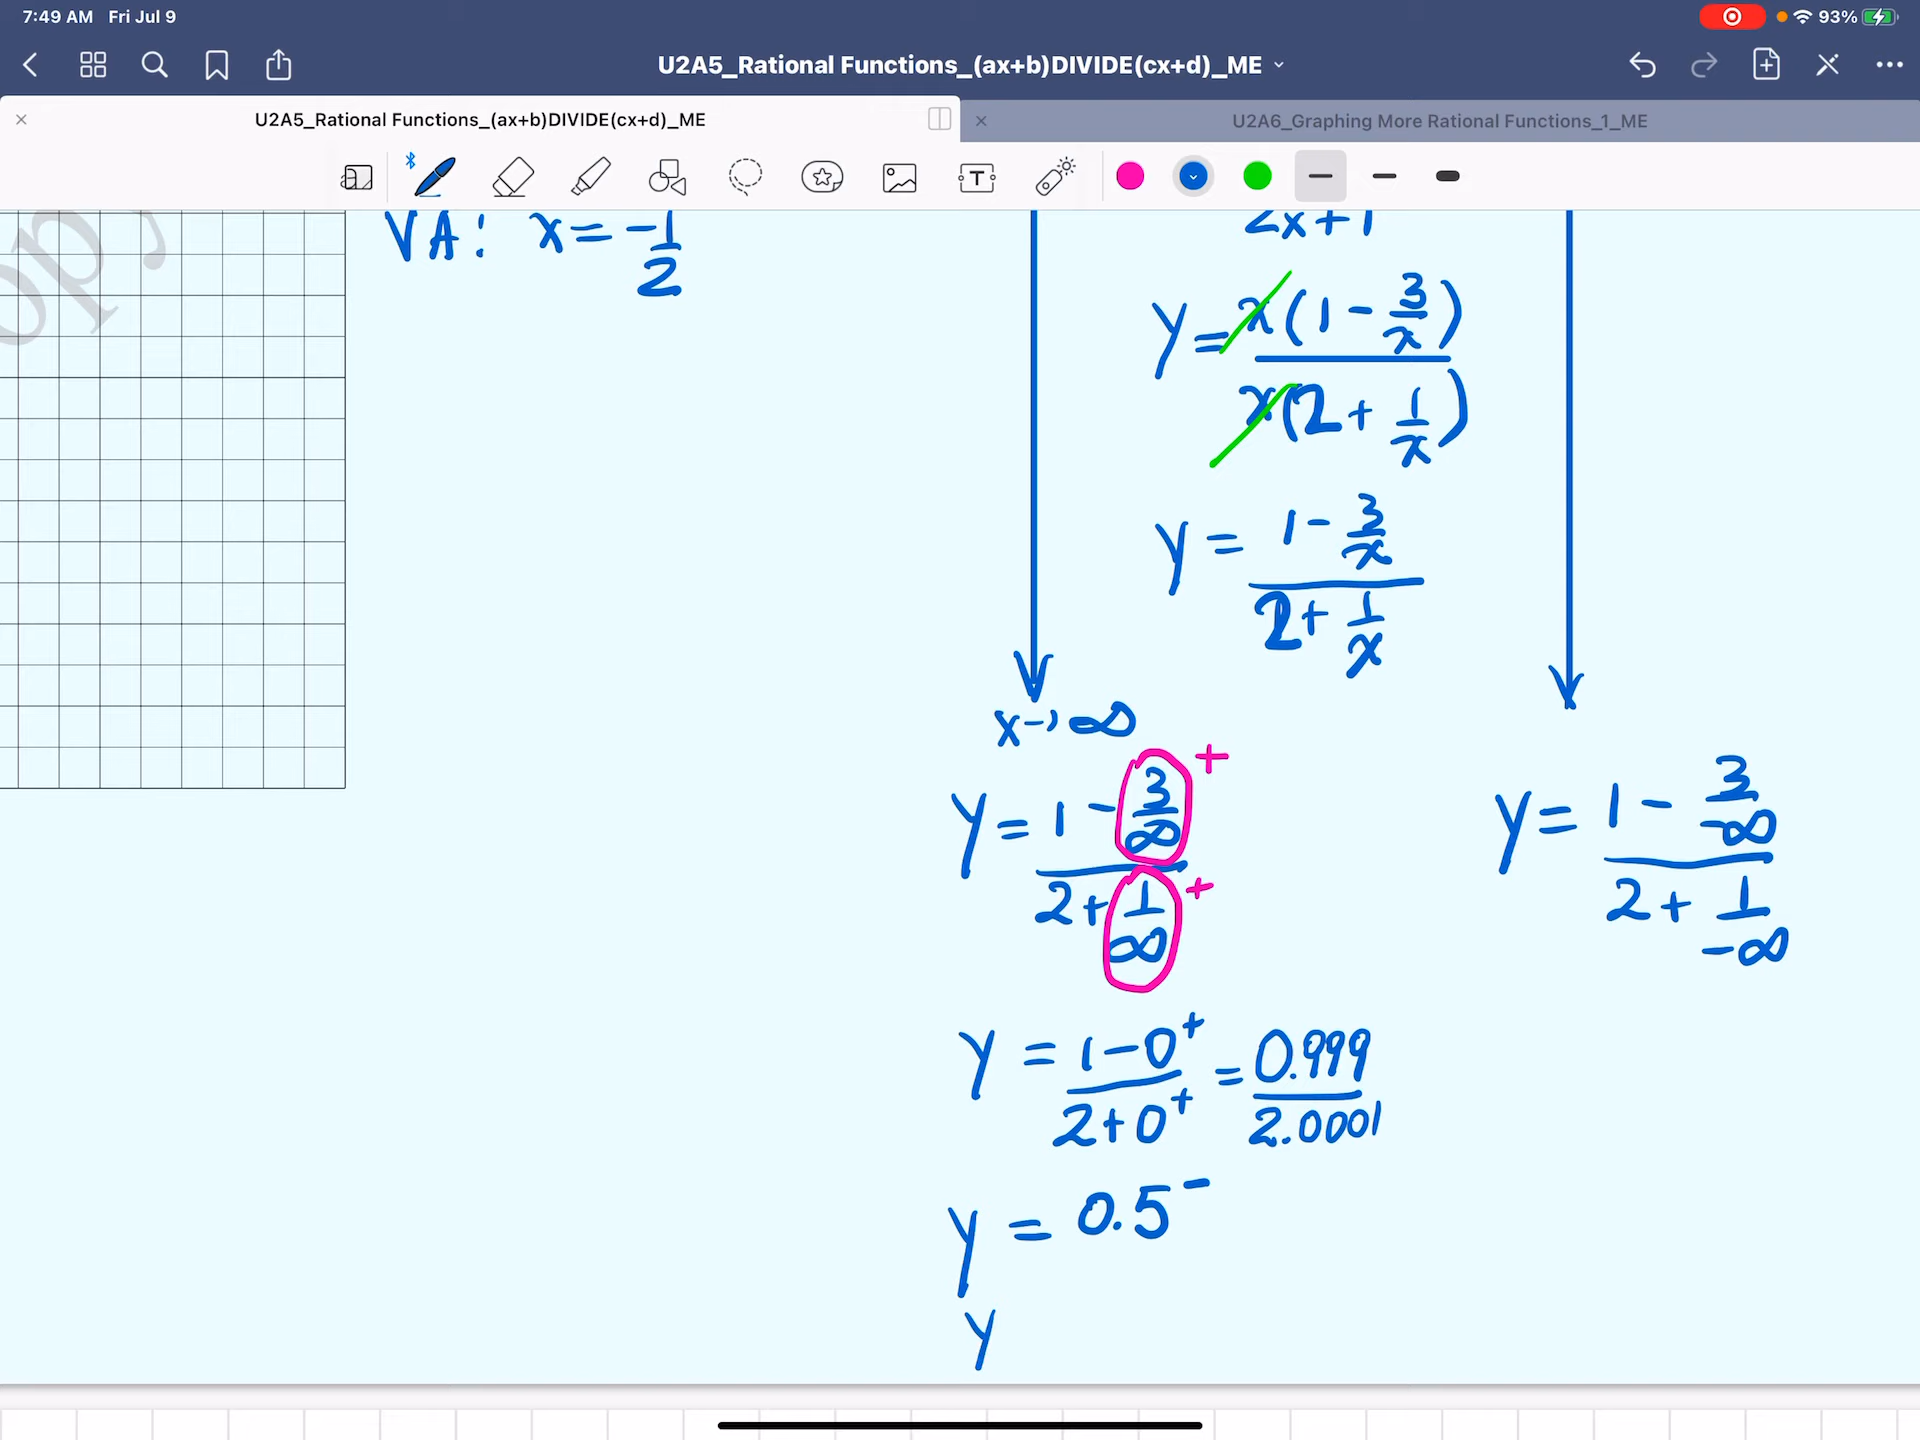 7:49 AM Fri Jul 9
93%
U2A5_Rational Functions_(ax+b)DIVIDE(cx+d)_ME
U2A5_Rational Functions_(ax+b)DIVIDE(cx+d)_ME
U2A6_Graphing More Rational Functions_1_ME
VA: x = -1/2
2x+1
y = x(1 - 3/x) / x(2 + 1/x)
y = (1 - 3/x) / (2 + 1/x)
x → ∞
y = (1 - 3/∞) / (2 + 1/∞)
+
+
y = (1 - 0⁺) / (2 + 0⁺) = 0.999 / 2.0001
y = 0.5⁻
y
y = (1 - 3/-∞) / (2 + 1/-∞)